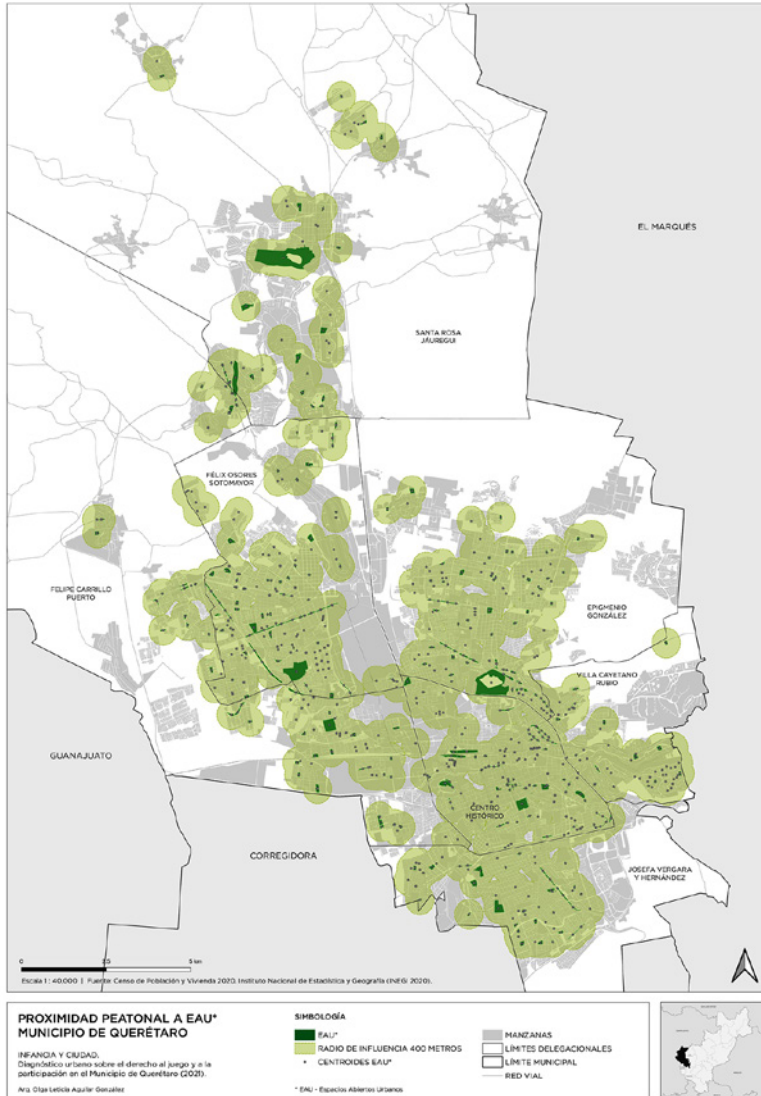 EL MARQUÉS
SANTA ROSA
JÁUREGUI
FÉLIX OSORES
SOTOMAYOR
FELIPE CARRILLO
PUERTO
EPIGMENIO
GONZÁLEZ
VILLA CAYETANO
RUBIO
GUANAJUATO
CENTRO
HISTÓRICO
CORREGIDORA
JOSEFA VERGARA
Y HERNÁNDEZ
0 2.5 5 km
Escala 1 : 40,000 | Fuente: Censo de Población y Vivienda 2020. Instituto Nacional de Estadística y Geografía (INEGI 2020).
PROXIMIDAD PEATONAL A EAU*
MUNICIPIO DE QUERÉTARO
INFANCIA Y CIUDAD.
Diagnóstico urbano sobre el derecho al juego y a la
participación en el Municipio de Querétaro (2021).
Arq. Olga Leticia Aguilar González
SIMBOLOGÍA
EAU*
RADIO DE INFLUENCIA 400 METROS
CENTROIDES EAU*
* EAU - Espacios Abiertos Urbanos
MANZANAS
LÍMITES DELEGACIONALES
LÍMITE MUNICIPAL
RED VIAL